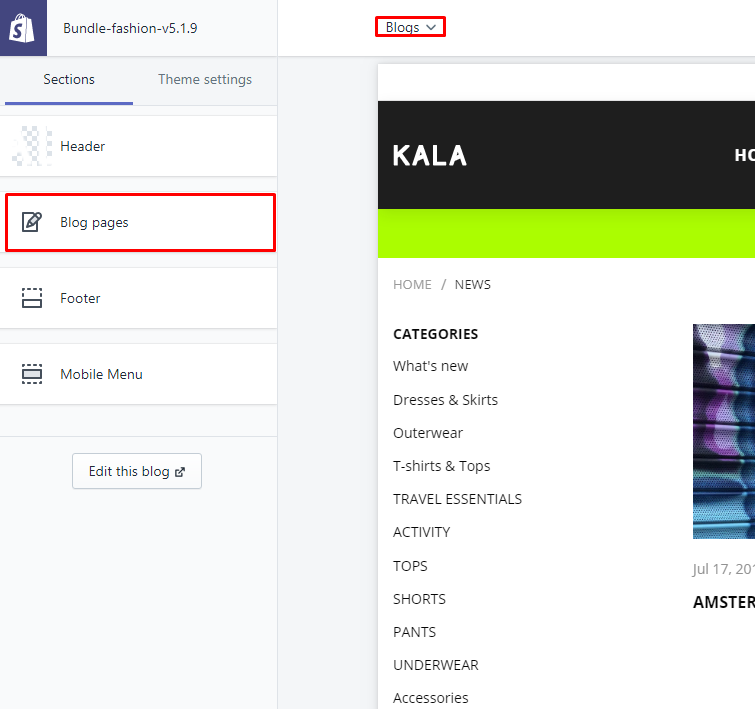 Bundle-fashion-v5.1.9
Blogs
Sections
Theme settings
Header
Blog pages
Footer
Mobile Menu
Edit this blog
KALA
HO
HOME / NEWS
CATEGORIES
What's new
Dresses & Skirts
Outerwear
T-shirts & Tops
TRAVEL ESSENTIALS
ACTIVITY
TOPS
SHORTS
PANTS
UNDERWEAR
Accessories
Jul 17, 201
AMSTER